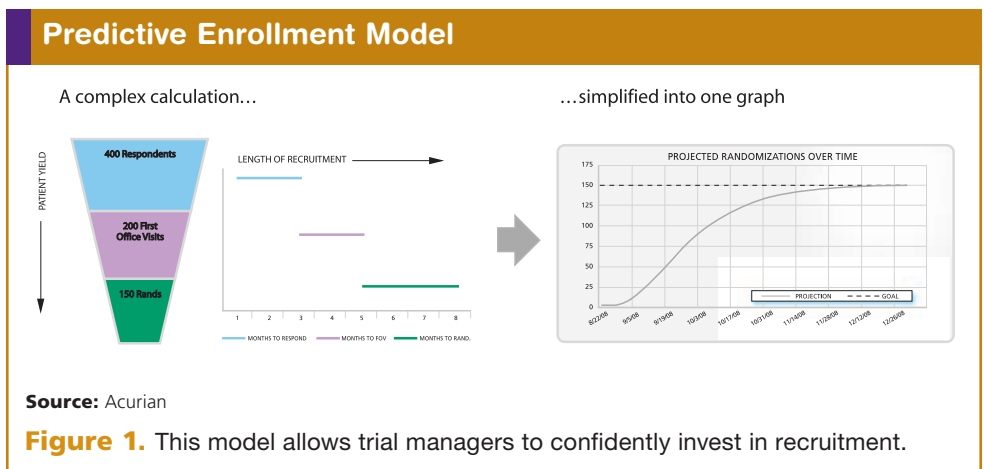 Predictive Enrollment Model
A complex calculation…
PATIENT YIELD
400 Respondents
200 First
Office Visits
150 Rands
LENGTH OF RECRUITMENT
1 2 3 4 5 6 7 8
MONTHS TO RESPOND MONTHS TO FOV MONTHS TO RAND.
…simplified into one graph
PROJECTED RANDOMIZATIONS OVER TIME
175
150
125
100
75
50
25
0
8/22/08 9/5/08 9/19/08 10/3/08 10/17/08 10/31/08 11/14/08 11/28/08 12/12/08 12/26/08
PROJECTION GOAL
Source: Acurian
Figure 1. This model allows trial managers to confidently invest in recruitment.